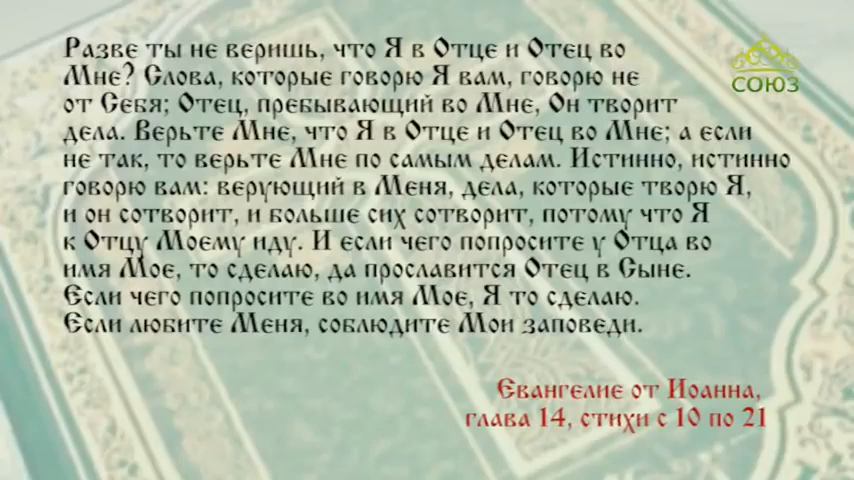 Разве ты не веришь, что Я в Отце и Отец во
Мне? Слова, которые говорю Я вам, говорю не
от Себя; Отец, пребывающий во Мне, Он творит
дела. Верьте Мне, что Я в Отце и Отец во Мне; а если
не так, то верьте Мне по самым делам. Истинно, истинно
говорю вам: верующий в Меня, дела, которые творю Я,
и он сотворит, и больше сих сотворит, потому что Я
к Отцу Моему иду. И если чего попросите у Отца во
имя Мое, то сделаю, да прославится Отец в Сыне.
Если чего попросите во имя Мое, Я то сделаю.
Если любите Меня, соблюдите Мои заповеди.
Евангелие от Иоанна,
глава 14, стихи с 10 по 21
СОЮЗ